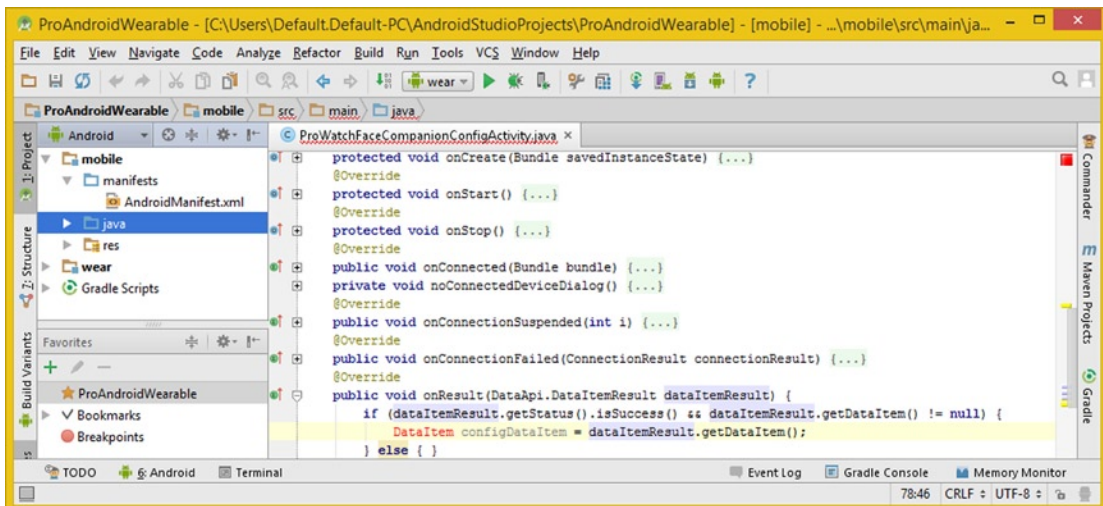 ProAndroidWearable - [C:\Users\Default.Default-PC\AndroidStudioProjects\ProAndroidWearable] - [mobile] - ...\mobile\src\main\ja...
File Edit View Navigate Code Analyze Refactor Build Run Tools VCS Window Help
wear
ProAndroidWearable mobile src main java
1: Project
Z: Structure
Build Variants
Android
mobile
manifests
AndroidManifest.xml
java
res
wear
Gradle Scripts
Favorites
ProAndroidWearable
Bookmarks
Breakpoints
ProWatchFaceCompanionConfigActivity.java ×
protected void onCreate(Bundle savedInstanceState) {...}
@Override
protected void onStart() {...}
@Override
protected void onStop() {...}
@Override
public void onConnected(Bundle bundle) {...}
private void noConnectedDeviceDialog() {...}
@Override
public void onConnectionSuspended(int i) {...}
@Override
public void onConnectionFailed(ConnectionResult connectionResult) {...}
@Override
public void onResult(DataApi.DataItemResult dataItemResult) {
if (dataItemResult.getStatus().isSuccess() && dataItemResult.getDataItem() != null) {
DataItem configDataItem = dataItemResult.getDataItem();
} else { }
Commander
m Maven Projects
Gradle
TODO 6: Android Terminal Event Log Gradle Console Memory Monitor
78:46 CRLF UTF-8